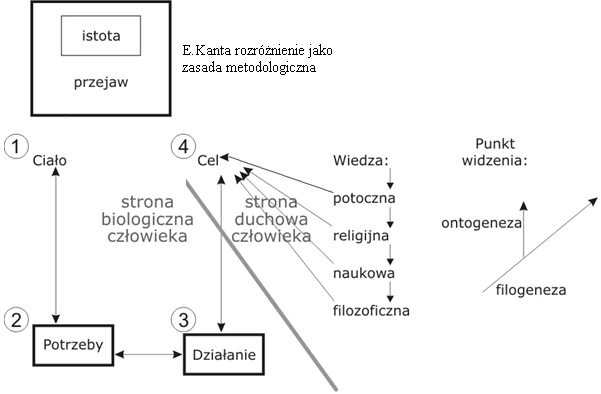 istota
przejaw
E.Kanta rozróżnienie jako
zasada metodologiczna
1
Ciało
4
Cel
Wiedza:
Punkt
widzenia:
potoczna
strona
biologiczna
człowieka
strona
duchowa
człowieka
religijna
ontogeneza
naukowa
filogeneza
filozoficzna
2
Potrzeby
3
Działanie